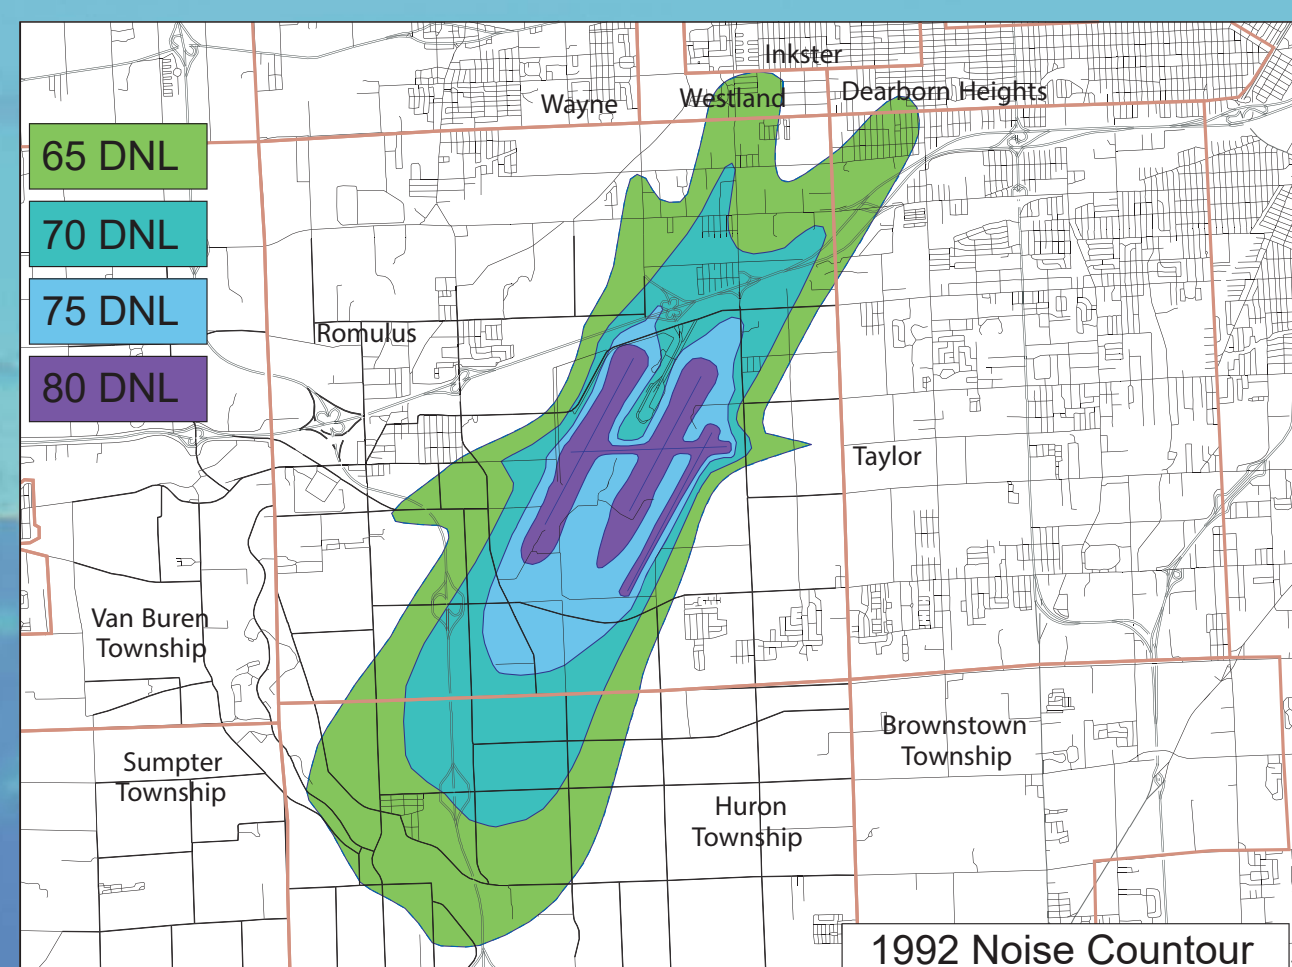 Inkster
Wayne
Westland
Dearborn Heights
65 DNL
70 DNL
75 DNL
80 DNL
Romulus
Taylor
Van Buren
Township
Sumpter
Township
Brownstown
Township
Huron
Township
1992 Noise Countour